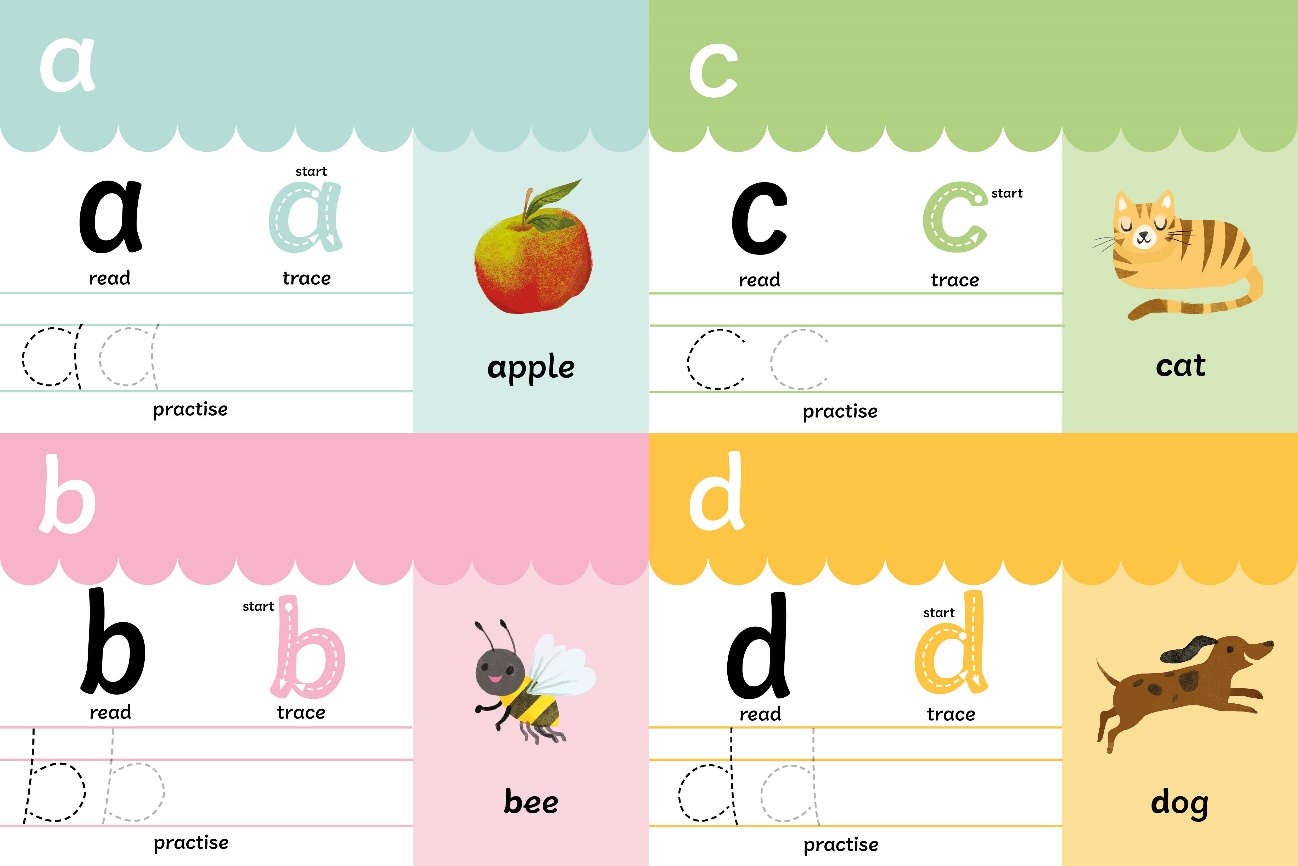 a
a
start
a
read
trace
a a
practise
apple
c
c
c
start
read
trace
c c
practise
cat
b
b
start
b
read
trace
b b
practise
bee
d
d
start
d
read
trace
d d
practise
dog